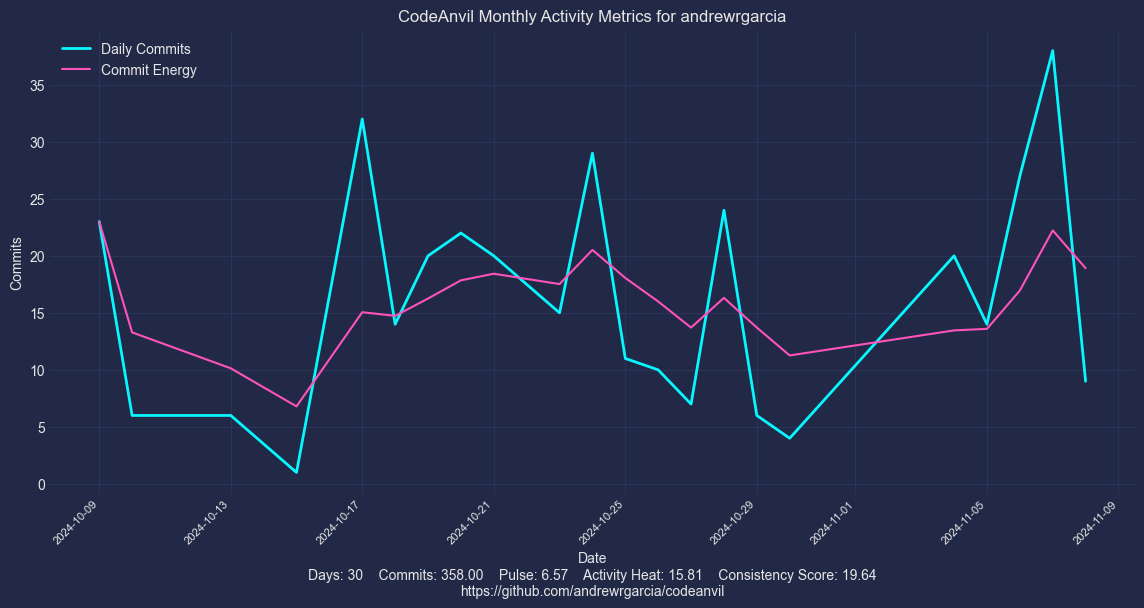 CodeAnvil Monthly Activity Metrics for andrewrgarcia
Daily Commits
Commit Energy
35
30
25
20
15
10
5
0
Commits
2024-10-09
2024-10-13
2024-10-17
2024-10-21
2024-10-25
2024-10-29
2024-11-01
2024-11-05
2024-11-09
Date
Days: 30    Commits: 358.00    Pulse: 6.57    Activity Heat: 15.81    Consistency Score: 19.64
https://github.com/andrewrgarcia/codeanvil